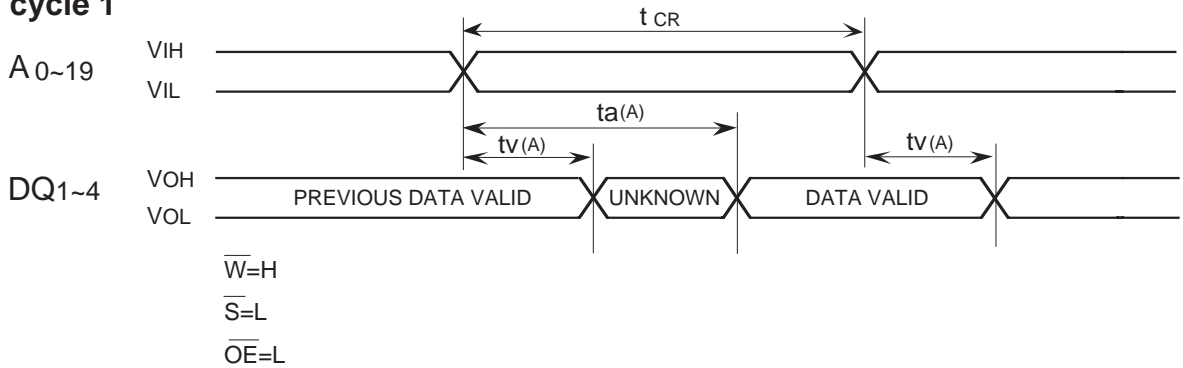 cycle 1
t CR
A 0~19
VIH
VIL
ta(A)
tv(A)
tv(A)
DQ1~4
VOH
VOL
PREVIOUS DATA VALID
UNKNOWN
DATA VALID
W=H
S=L
OE=L